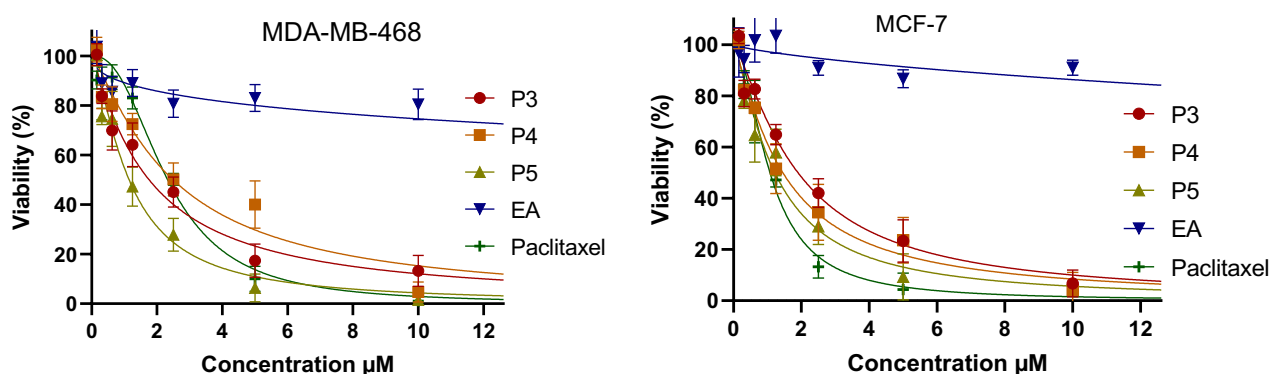 MDA-MB-468
Viability (%)
100
80
60
40
20
0
0 2 4 6 8 10 12
Concentration µM
P3
P4
P5
EA
Paclitaxel
MCF-7
Viability (%)
100
80
60
40
20
0
0 2 4 6 8 10 12
Concentration µM
P3
P4
P5
EA
Paclitaxel